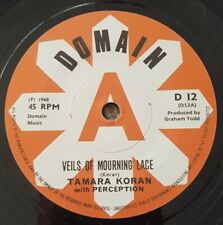 DOMAIN
A
(P) 1968
45 RPM
Domain
Music
D 12
(D12A)
Produced by
Graham Todd
VEILS OF MOURNING LACE
(Koran)
TAMARA KORAN
with PERCEPTION